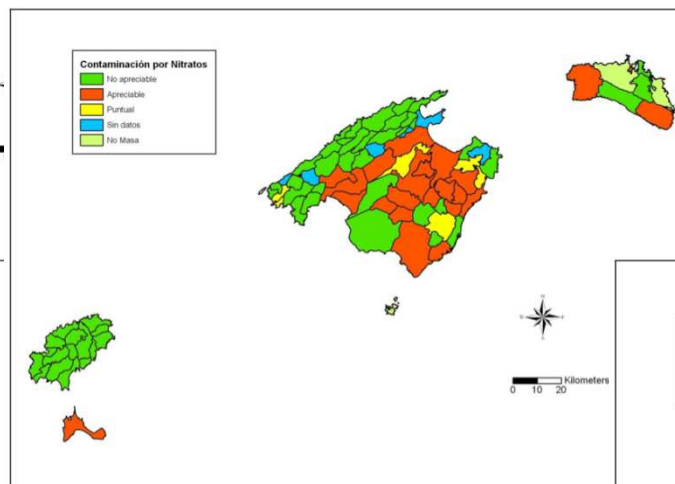 Contaminación por Nitratos
No apreciable
Apreciable
Puntual
Sin datos
No Masa
Kilometers
0 10 20